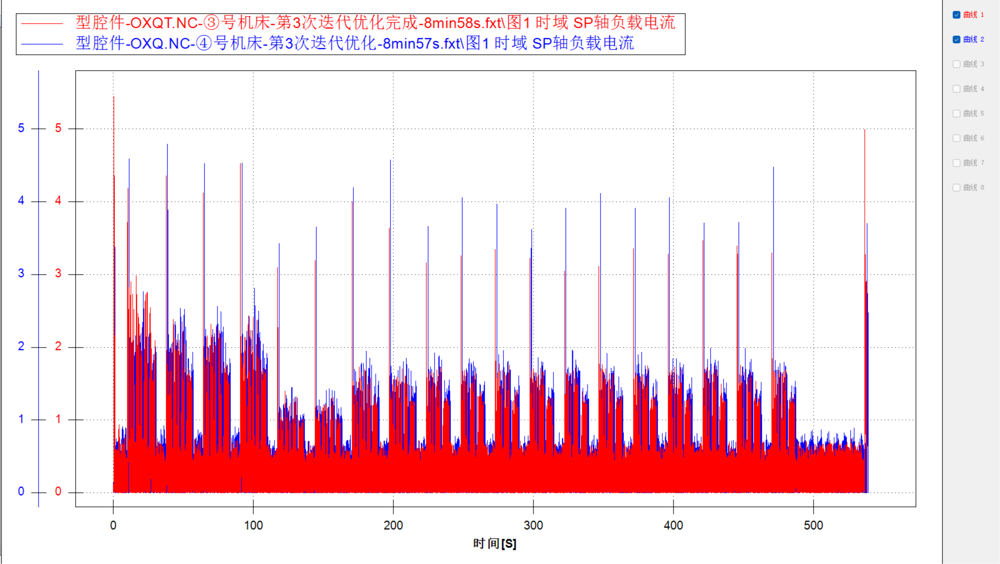 型腔件-OXQT.NC-③号机床-第3次迭代优化完成-8min58s.fxt\图1 时域 SP轴负载电流
型腔件-OXQ.NC-④号机床-第3次迭代优化-8min57s.fxt\图1 时域 SP轴负载电流
5 5
4 4
3 3
2 2
1 1
0 0
0 100 200 300 400 500
时间[S]
曲线 1
曲线 2
曲线 3
曲线 4
曲线 5
曲线 6
曲线 7
曲线 8